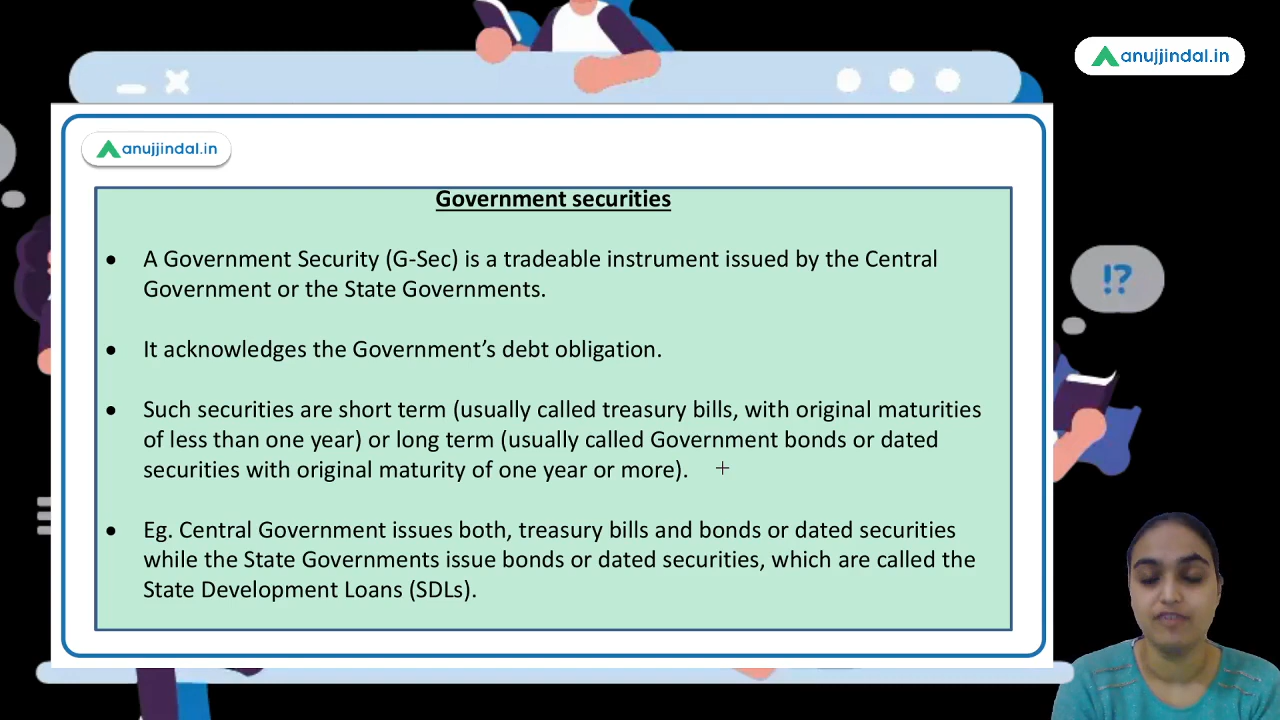 anujjindal.in
anujjindal.in
Government securities
• A Government Security (G-Sec) is a tradeable instrument issued by the Central
Government or the State Governments.
• It acknowledges the Government’s debt obligation.
• Such securities are short term (usually called treasury bills, with original maturities
of less than one year) or long term (usually called Government bonds or dated
securities with original maturity of one year or more).
• Eg. Central Government issues both, treasury bills and bonds or dated securities
while the State Governments issue bonds or dated securities, which are called the
State Development Loans (SDLs).
!?